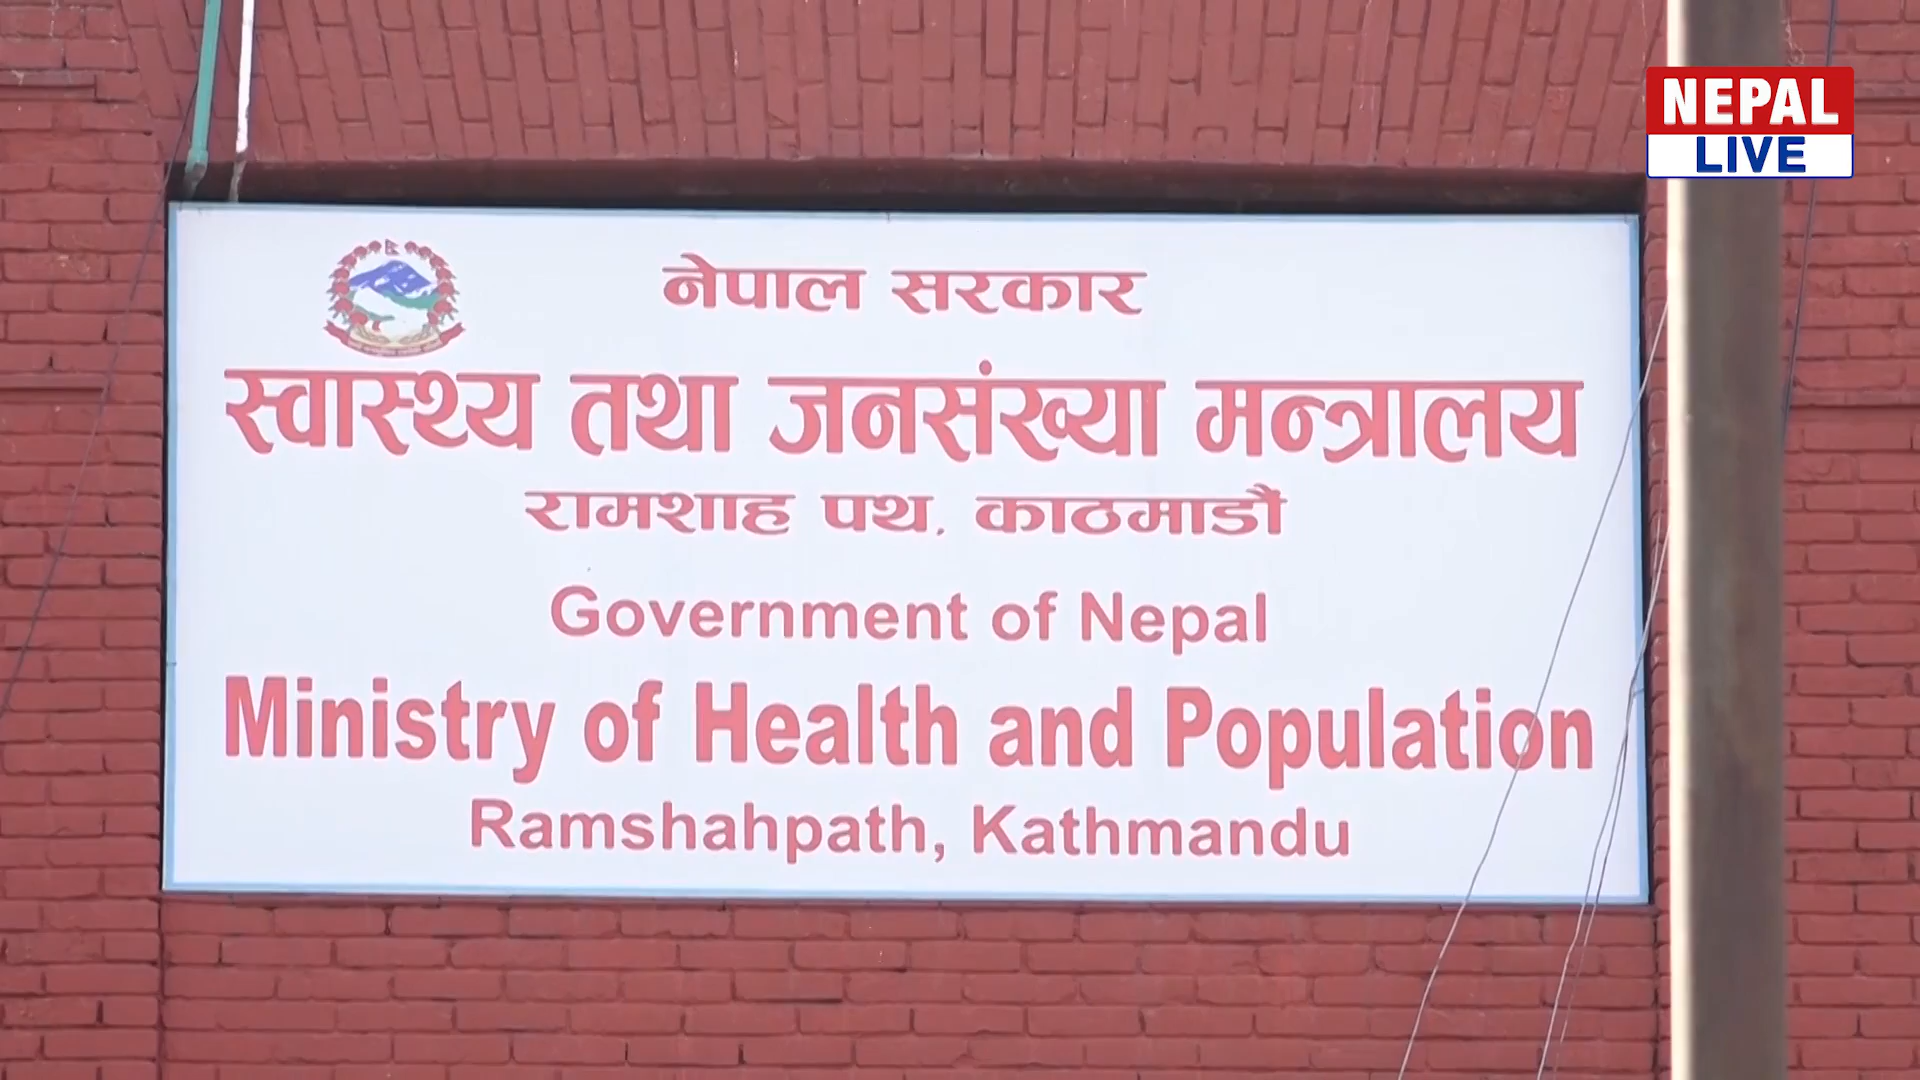 NEPAL
LIVE
नेपाल सरकार
स्वास्थ्य तथा जनसंख्या मन्त्रालय
रामशाह पथ, काठमाडौं
Government of Nepal
Ministry of Health and Population
Ramshahpath, Kathmandu